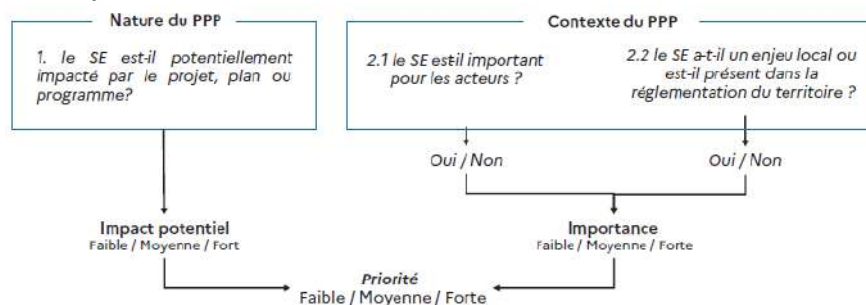 Nature du PPP
1. le SE est-il potentiellement
impacté par le projet, plan ou
programme?
Contexte du PPP
2.1 le SE est-il important
pour les acteurs ?
2.2 le SE a-t-il un enjeu local ou
est-il présent dans la
réglementation du territoire ?
Oui / Non
Oui / Non
Impact potentiel
Faible / Moyenne / Fort
Importance
Faible / Moyenne / Forte
Priorité
Faible / Moyenne / Forte